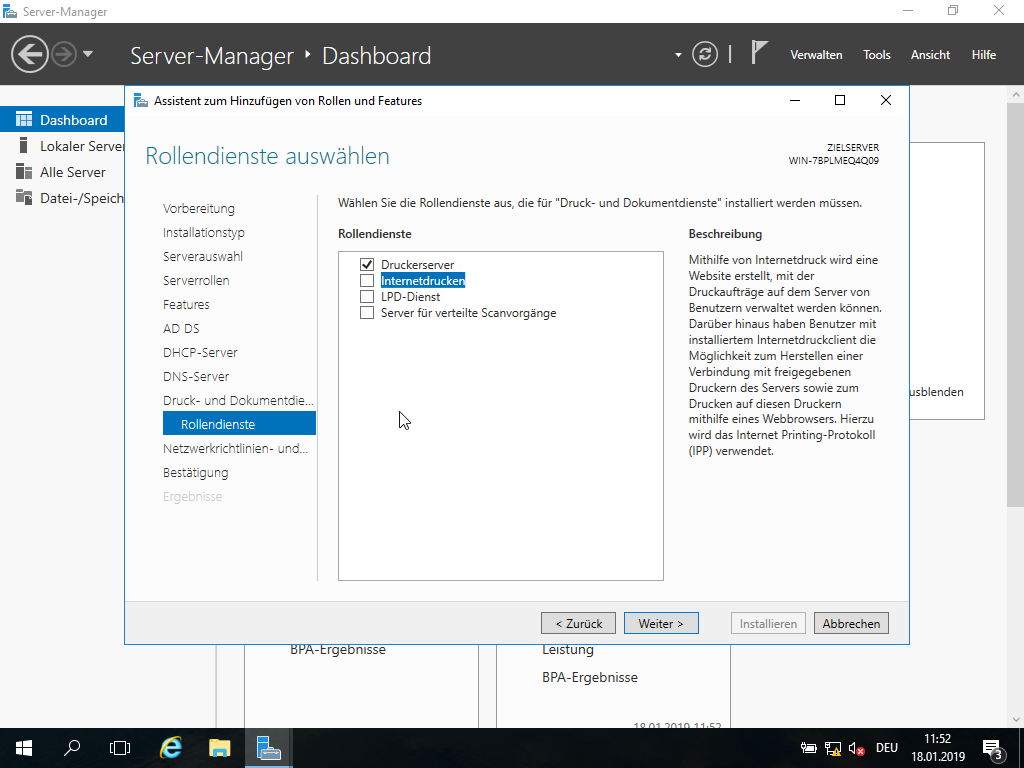 Server-Manager
Server-Manager ‣ Dashboard
Verwalten Tools Ansicht Hilfe
Dashboard
Lokaler Server
Alle Server
Datei-/Speich
Assistent zum Hinzufügen von Rollen und Features
Rollendienste auswählen
ZIELSERVER
WIN-7BPLMEQ4Q09
Vorbereitung
Installationstyp
Serverauswahl
Serverrollen
Features
AD DS
DHCP-Server
DNS-Server
Druck- und Dokumentdie...
Rollendienste
Netzwerkrichtlinien- und...
Bestätigung
Ergebnisse
Wählen Sie die Rollendienste aus, die für "Druck- und Dokumentdienste" installiert werden müssen.
Rollendienste
Druckerserver
Internetdrucken
LPD-Dienst
Server für verteilte Scanvorgänge
Beschreibung
Mithilfe von Internetdruck wird eine
Website erstellt, mit der
Druckaufträge auf dem Server von
Benutzern verwaltet werden können.
Darüber hinaus haben Benutzer mit
installiertem Internetdruckclient die
Möglichkeit zum Herstellen einer
Verbindung mit freigegebenen
Druckern des Servers sowie zum
Drucken auf diesen Druckern
mithilfe eines Webbrowsers. Hierzu
wird das Internet Printing-Protokoll
(IPP) verwendet.
usblenden
< Zurück Weiter > Installieren Abbrechen
BPA-Ergebnisse
Leistung
BPA-Ergebnisse
18.01.2019 11:52
DEU
11:52
18.01.2019
3